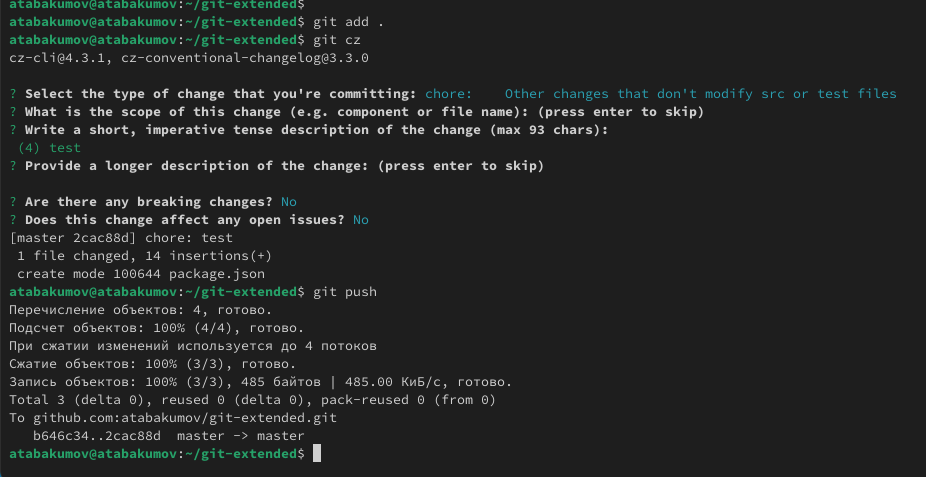 atabakumov@atabakumov:~/git-extended$
atabakumov@atabakumov:~/git-extended$ git add .
atabakumov@atabakumov:~/git-extended$ git cz
cz-cli@4.3.1, cz-conventional-changelog@3.3.0
? Select the type of change that you're committing: chore:    Other changes that don't modify src or test files
? What is the scope of this change (e.g. component or file name): (press enter to skip)
? Write a short, imperative tense description of the change (max 93 chars):
 (4) test
? Provide a longer description of the change: (press enter to skip)
? Are there any breaking changes? No
? Does this change affect any open issues? No
[master 2cac88d] chore: test
 1 file changed, 14 insertions(+)
 create mode 100644 package.json
atabakumov@atabakumov:~/git-extended$ git push
Перечисление объектов: 4, готово.
Подсчет объектов: 100% (4/4), готово.
При сжатии изменений используется до 4 потоков
Сжатие объектов: 100% (3/3), готово.
Запись объектов: 100% (3/3), 485 байтов | 485.00 КиБ/с, готово.
Total 3 (delta 0), reused 0 (delta 0), pack-reused 0 (from 0)
To github.com:atabakumov/git-extended.git
   b646c34..2cac88d  master -> master
atabakumov@atabakumov:~/git-extended$